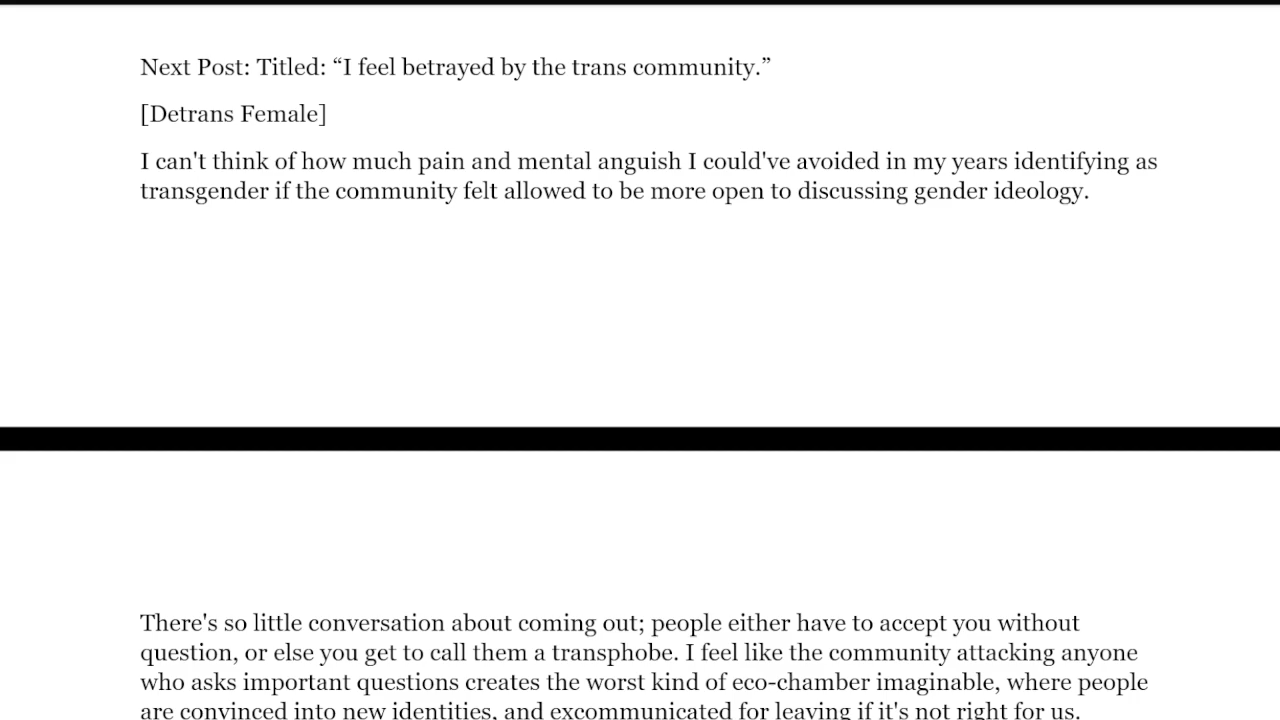 Next Post: Titled: “I feel betrayed by the trans community.”
[Detrans Female]
I can't think of how much pain and mental anguish I could've avoided in my years identifying as
transgender if the community felt allowed to be more open to discussing gender ideology.
There's so little conversation about coming out; people either have to accept you without
question, or else you get to call them a transphobe. I feel like the community attacking anyone
who asks important questions creates the worst kind of eco-chamber imaginable, where people
are convinced into new identities, and excommunicated for leaving if it's not right for us.